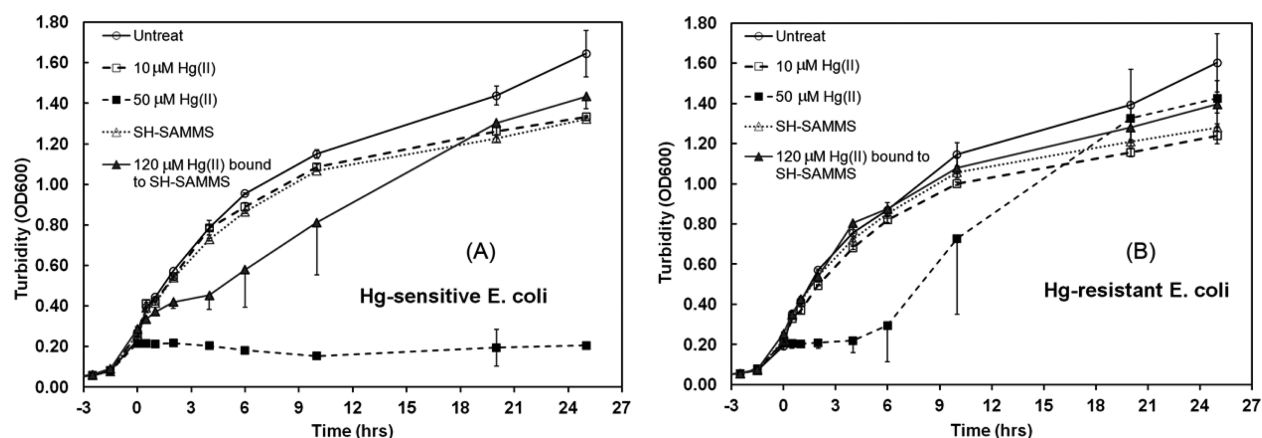 1.80
1.60
1.40
1.20
1.00
0.80
0.60
0.40
0.20
0.00
Turbidity (OD600)
Untreat
10 µM Hg(II)
50 µM Hg(II)
SH-SAMMS
120 µM Hg(II) bound
to SH-SAMMS
(A)
Hg-sensitive E. coli
-3 0 3 6 9 12 15 18 21 24 27
Time (hrs)
1.80
1.60
1.40
1.20
1.00
0.80
0.60
0.40
0.20
0.00
Turbidity (OD600)
Untreat
10 µM Hg(II)
50 µM Hg(II)
SH-SAMMS
120 µM Hg(II) bound to
SH-SAMMS
(B)
Hg-resistant E. coli
-3 0 3 6 9 12 15 18 21 24 27
Time (hrs)